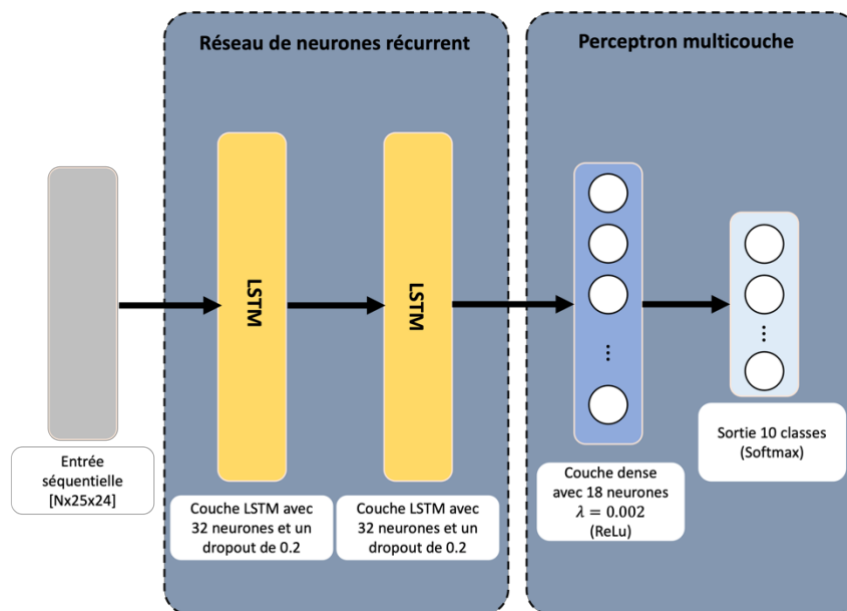 Réseau de neurones récurrent
Perceptron multicouche
LSTM
LSTM
...
...
Entrée
séquentielle
[Nx25x24]
Couche LSTM avec
32 neurones et un
dropout de 0.2
Couche LSTM avec
32 neurones et un
dropout de 0.2
Couche dense
avec 18 neurones
λ = 0.002
(ReLu)
Sortie 10 classes
(Softmax)